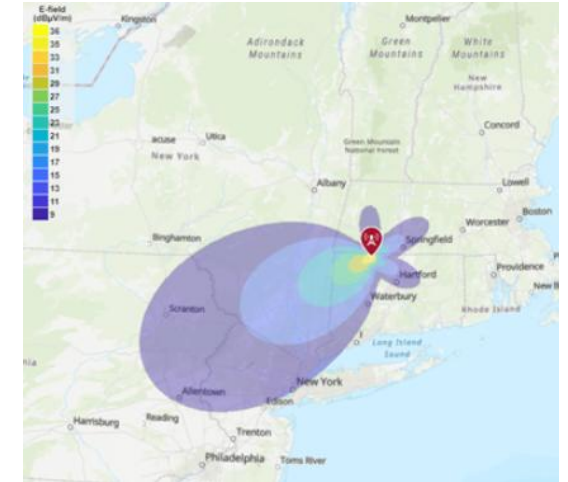 E-field
(dBµV/m)
36
35
33
31
29
27
25
23
21
19
17
15
13
11
9
Kingston
Montpelier
Adirondack
Mountains
Green
Mountains
White
Mountains
New
Hampshire
Concord
acuse
Utica
New York
Green Mountain
National Forest
Albany
Lowell
Boston
Worcester
Springfield
Binghamton
Hartford
Providence
New B
Waterbury
Rhode Island
Scranton
Long Island
Sound
Allentown
New York
Edison
Harrisburg
Reading
Trenton
Philadelphia
Toms River
nia